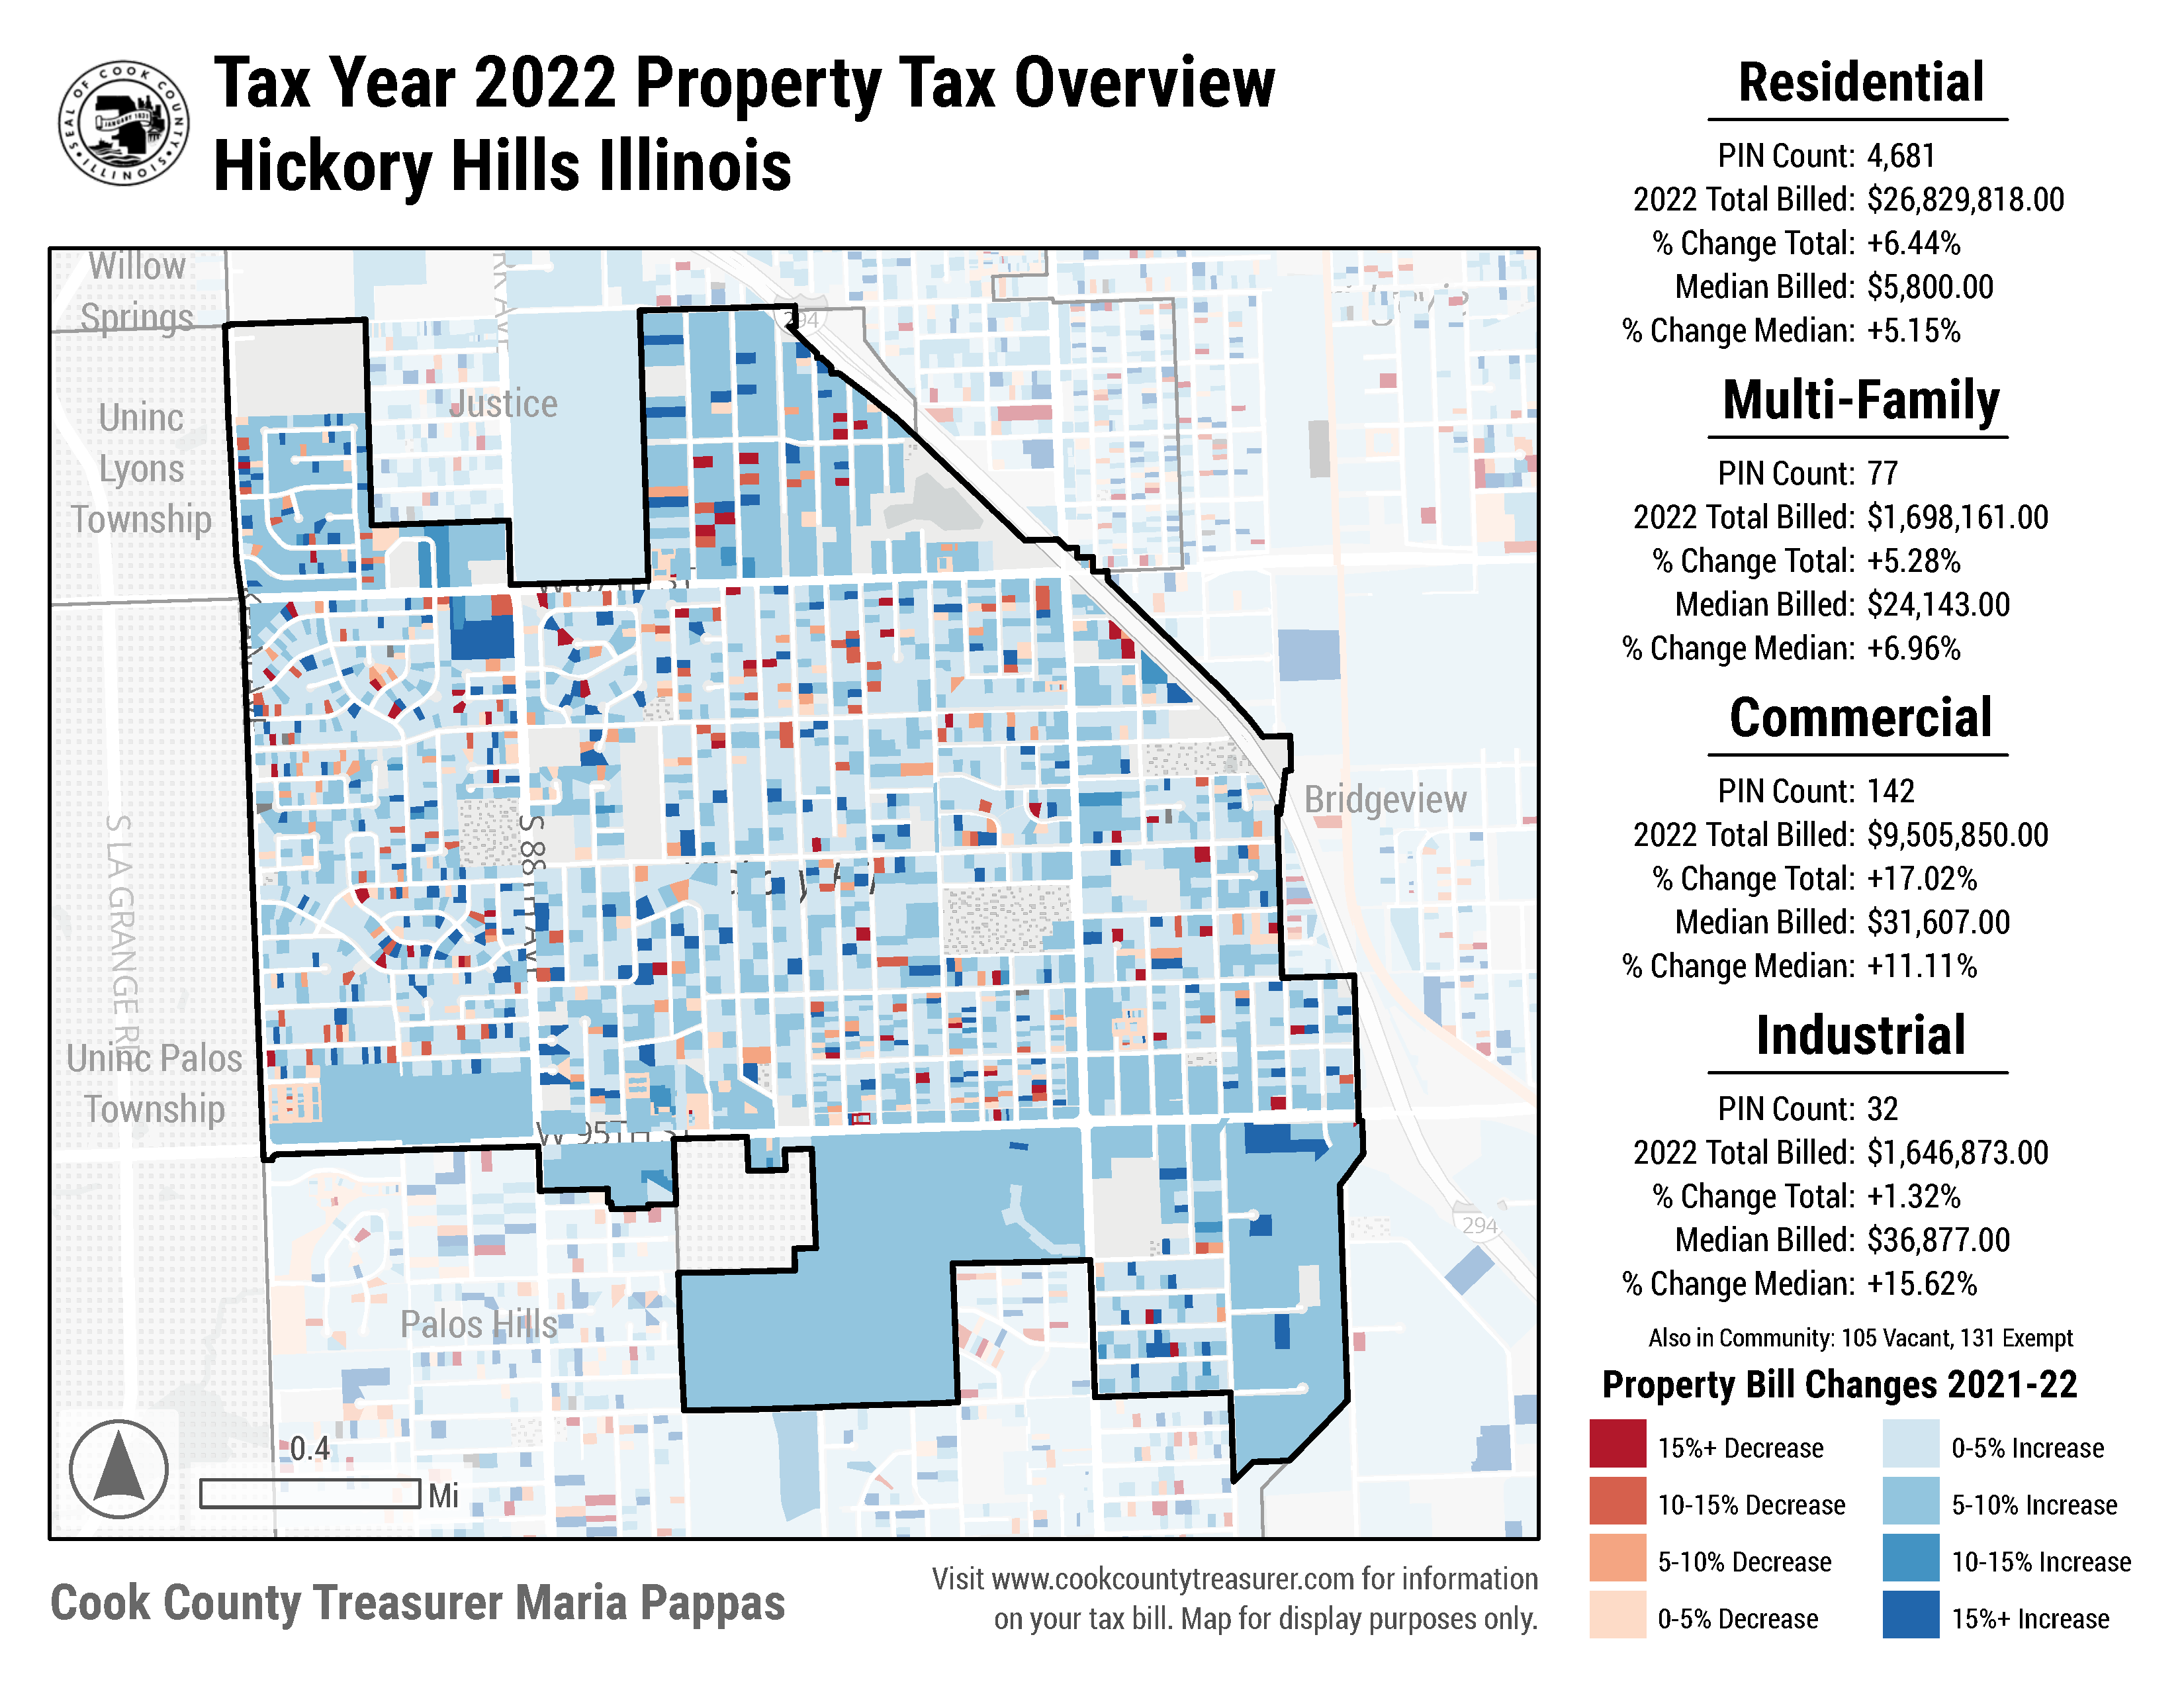 Tax Year 2022 Property Tax Overview
Hickory Hills Illinois
SEAL OF COOK COUNTY
ILLINOIS
JANUARY 1831
Willow
Springs
Uninc
Lyons
Township
Justice
294
Bridgeview
S LA GRANGE RD
S 88TH AVE
Uninc Palos
Township
W 95TH ST
Palos Hills
294
0.4
Mi
Cook County Treasurer Maria Pappas
Visit www.cookcountytreasurer.com for information
on your tax bill. Map for display purposes only.
Residential
PIN Count: 4,681
2022 Total Billed: $26,829,818.00
% Change Total: +6.44%
Median Billed: $5,800.00
% Change Median: +5.15%
Multi-Family
PIN Count: 77
2022 Total Billed: $1,698,161.00
% Change Total: +5.28%
Median Billed: $24,143.00
% Change Median: +6.96%
Commercial
PIN Count: 142
2022 Total Billed: $9,505,850.00
% Change Total: +17.02%
Median Billed: $31,607.00
% Change Median: +11.11%
Industrial
PIN Count: 32
2022 Total Billed: $1,646,873.00
% Change Total: +1.32%
Median Billed: $36,877.00
% Change Median: +15.62%
Also in Community: 105 Vacant, 131 Exempt
Property Bill Changes 2021-22
15%+ Decrease
10-15% Decrease
5-10% Decrease
0-5% Decrease
0-5% Increase
5-10% Increase
10-15% Increase
15%+ Increase